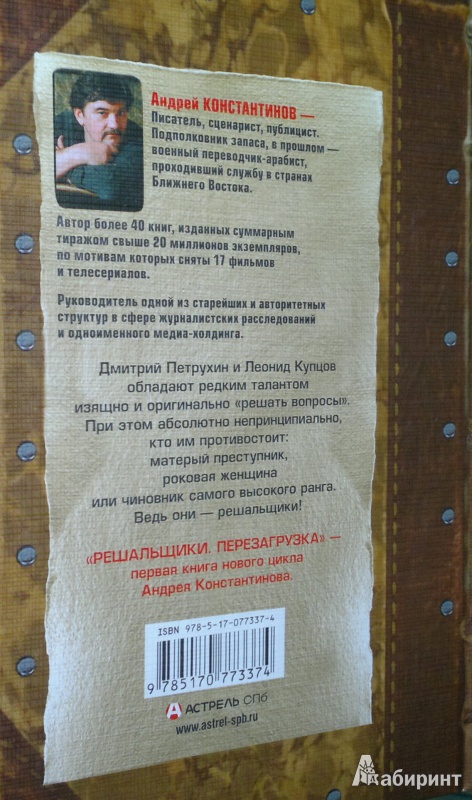 Андрей КОНСТАНТИНОВ —
Писатель, сценарист, публицист.
Подполковник запаса, в прошлом —
военный переводчик-арабист,
проходивший службу в странах
Ближнего Востока.
Автор более 40 книг, изданных суммарным
тиражом свыше 20 миллионов экземпляров,
по мотивам которых сняты 17 фильмов
и телесериалов.
Руководитель одной из старейших и авторитетных
структур в сфере журналистских расследований
и одноименного медиа-холдинга.
Дмитрий Петрухин и Леонид Купцов
обладают редким талантом
изящно и оригинально «решать вопросы».
При этом абсолютно непринципиально,
кто им противостоит:
матерый преступник,
роковая женщина
или чиновник самого высокого ранга.
Ведь они — решальщики!
«РЕШАЛЬЩИКИ. ПЕРЕЗАГРУЗКА» —
первая книга нового цикла
Андрея Константинова.
ISBN 978-5-17-077337-4
9 785170 773374
АСТРЕЛЬ СПб
www.astrel-spb.ru
Лабиринт